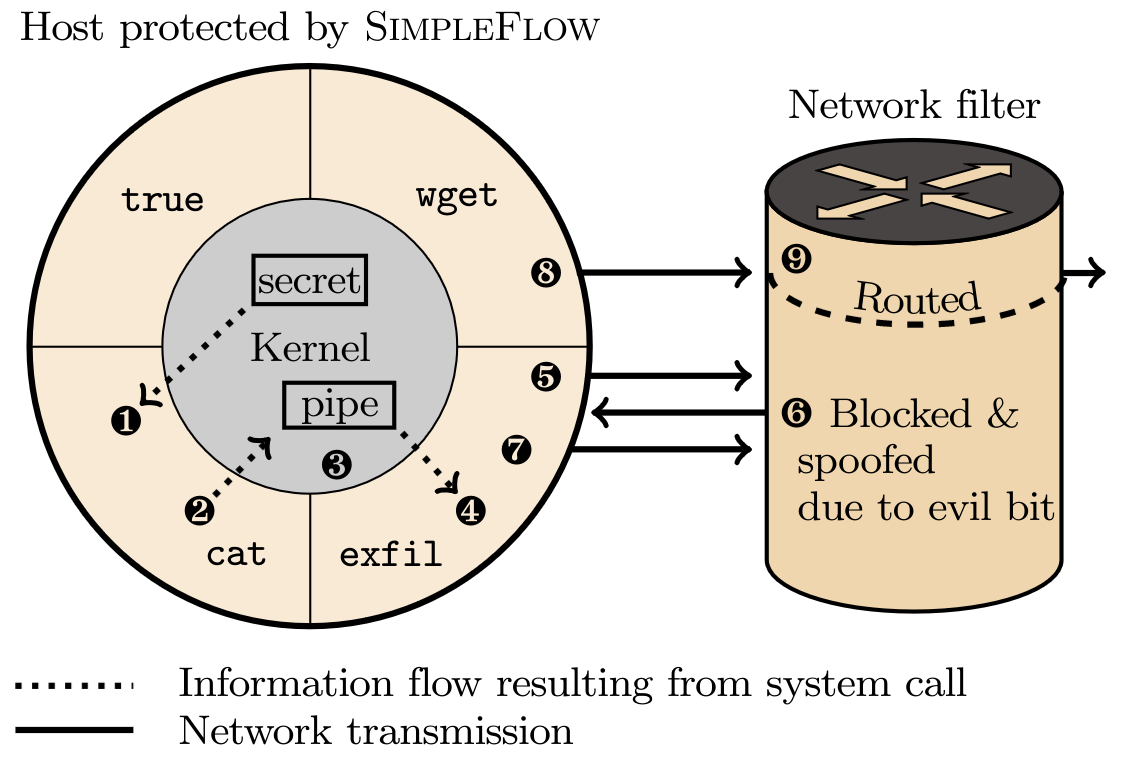 Host protected by SIMPLEFLOW
Network filter
true
wget
secret
Kernel
pipe
❶
❷
❸
❹
cat
exfil
❽
❺
❼
❾
Routed
❻ Blocked &
spoofed
due to evil bit
Information flow resulting from system call
Network transmission